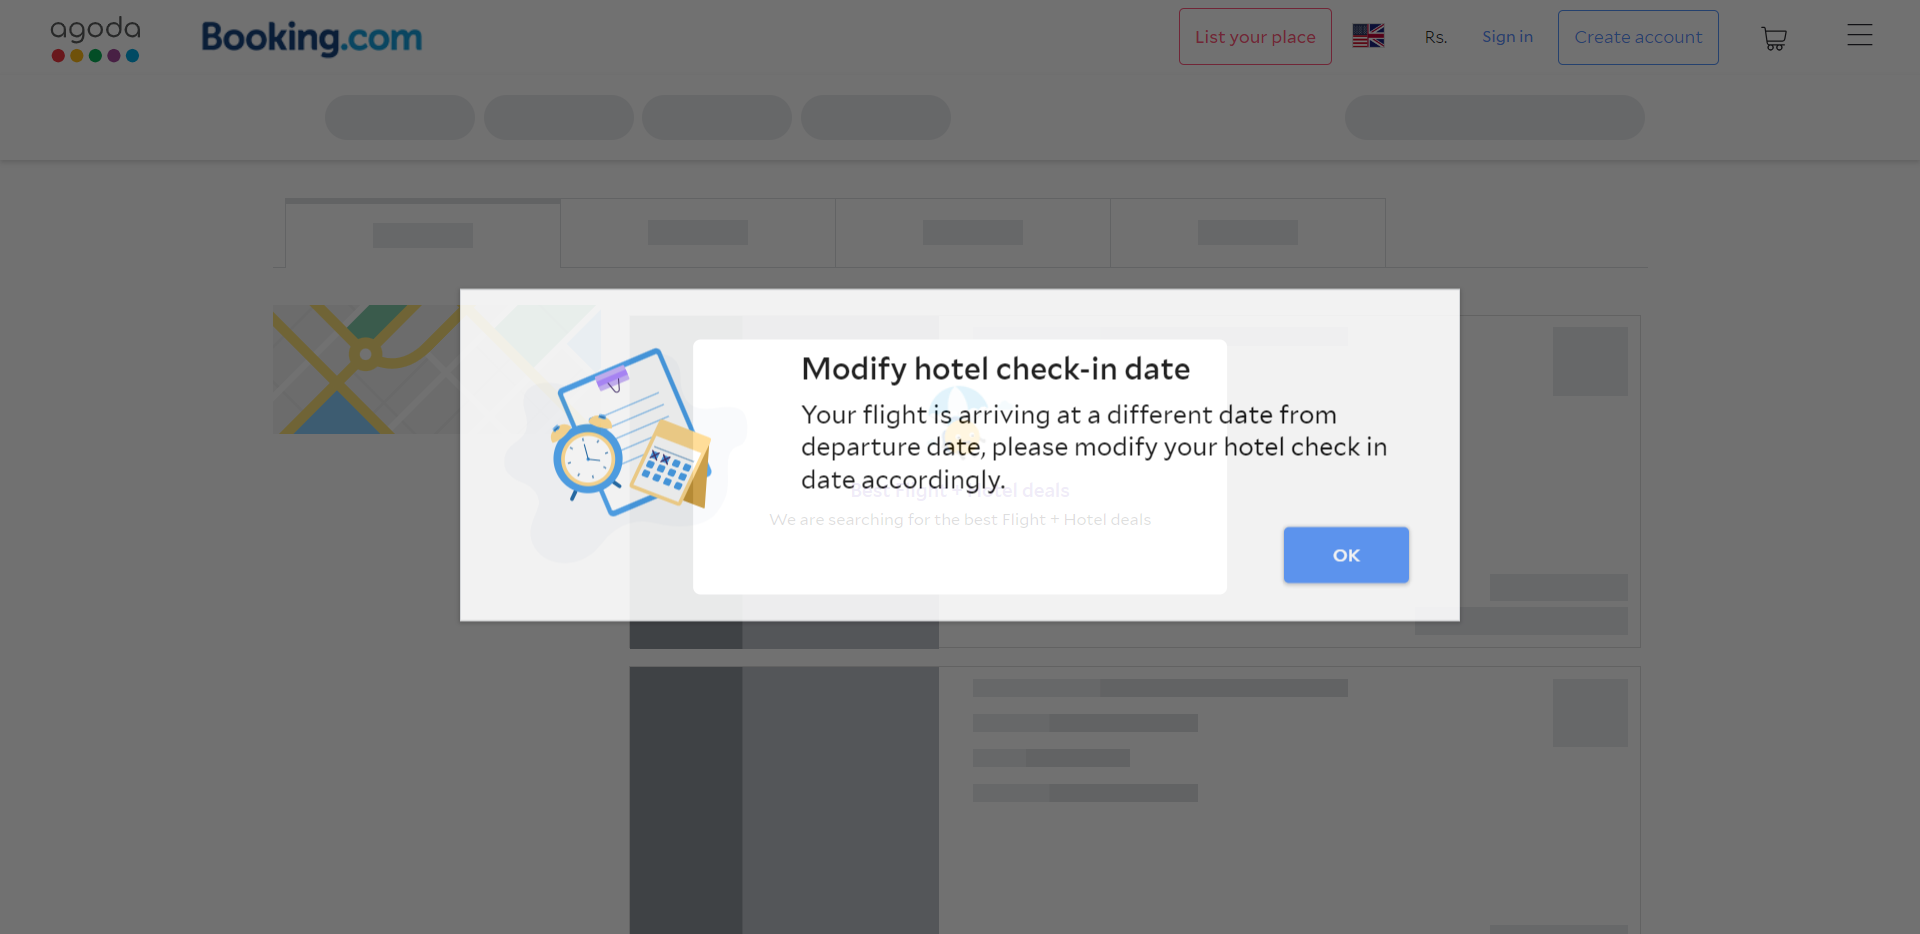 agoda
Booking.com
List your place
Rs.
Sign in
Create account
Modify hotel check-in date
Your flight is arriving at a different date from
departure date, please modify your hotel check in
date accordingly.
Best Flight + Hotel deals
We are searching for the best Flight + Hotel deals
OK